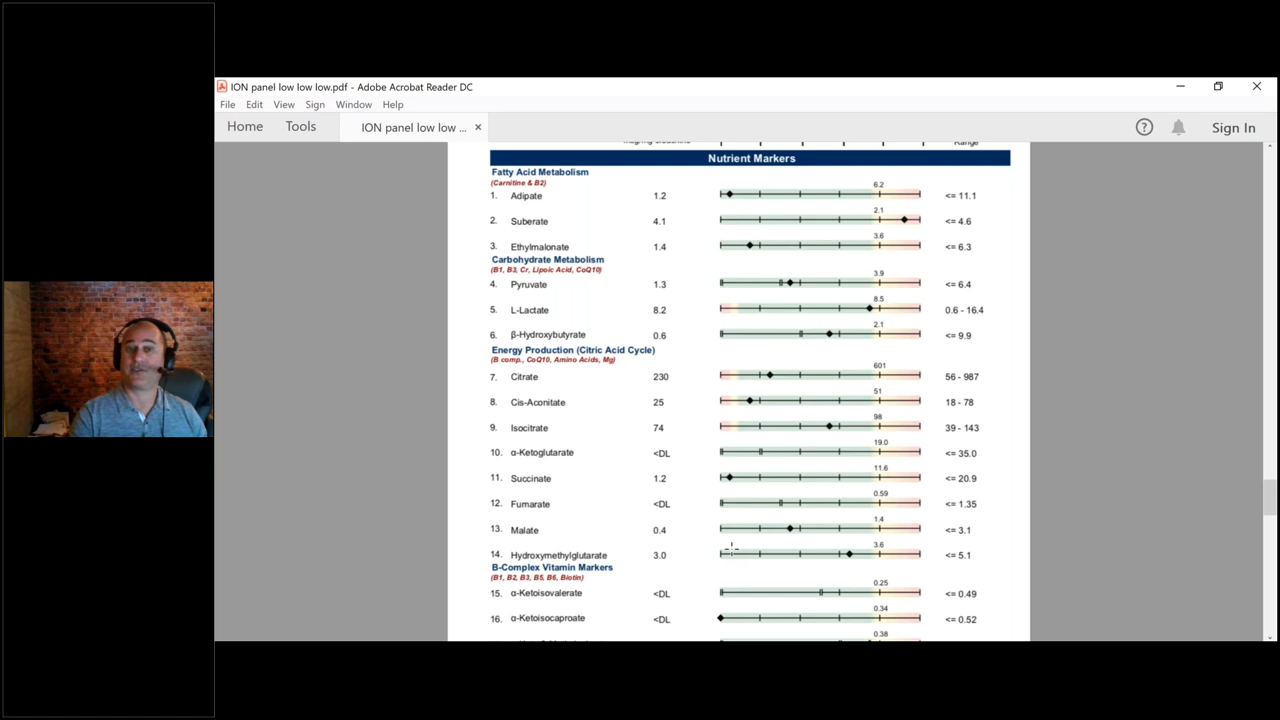 ION panel low low low.pdf - Adobe Acrobat Reader DC
File Edit View Sign Window Help
Home Tools ION panel low low ... × Sign In
Range
Nutrient Markers
Fatty Acid Metabolism
(Carnitine & B2)
6.2
1. Adipate 1.2 <= 11.1
2.1
2. Suberate 4.1 <= 4.6
3.6
3. Ethylmalonate 1.4 <= 6.3
Carbohydrate Metabolism
(B1, B3, Cr, Lipoic Acid, CoQ10)
3.9
4. Pyruvate 1.3 <= 6.4
8.5
5. L-Lactate 8.2 0.6 - 16.4
2.1
6. β-Hydroxybutyrate 0.6 <= 9.9
Energy Production (Citric Acid Cycle)
(B comp., CoQ10, Amino Acids, Mg)
601
7. Citrate 230 56 - 987
51
8. Cis-Aconitate 25 18 - 78
98
9. Isocitrate 74 39 - 143
19.0
10. α-Ketoglutarate <DL <= 35.0
11.6
11. Succinate 1.2 <= 20.9
0.59
12. Fumarate <DL <= 1.35
1.4
13. Malate 0.4 <= 3.1
3.6
14. Hydroxymethylglutarate 3.0 <= 5.1
B-Complex Vitamin Markers
(B1, B2, B3, B5, B6, Biotin)
0.25
15. α-Ketoisovalerate <DL <= 0.49
0.34
16. α-Ketoisocaproate <DL <= 0.52
0.38